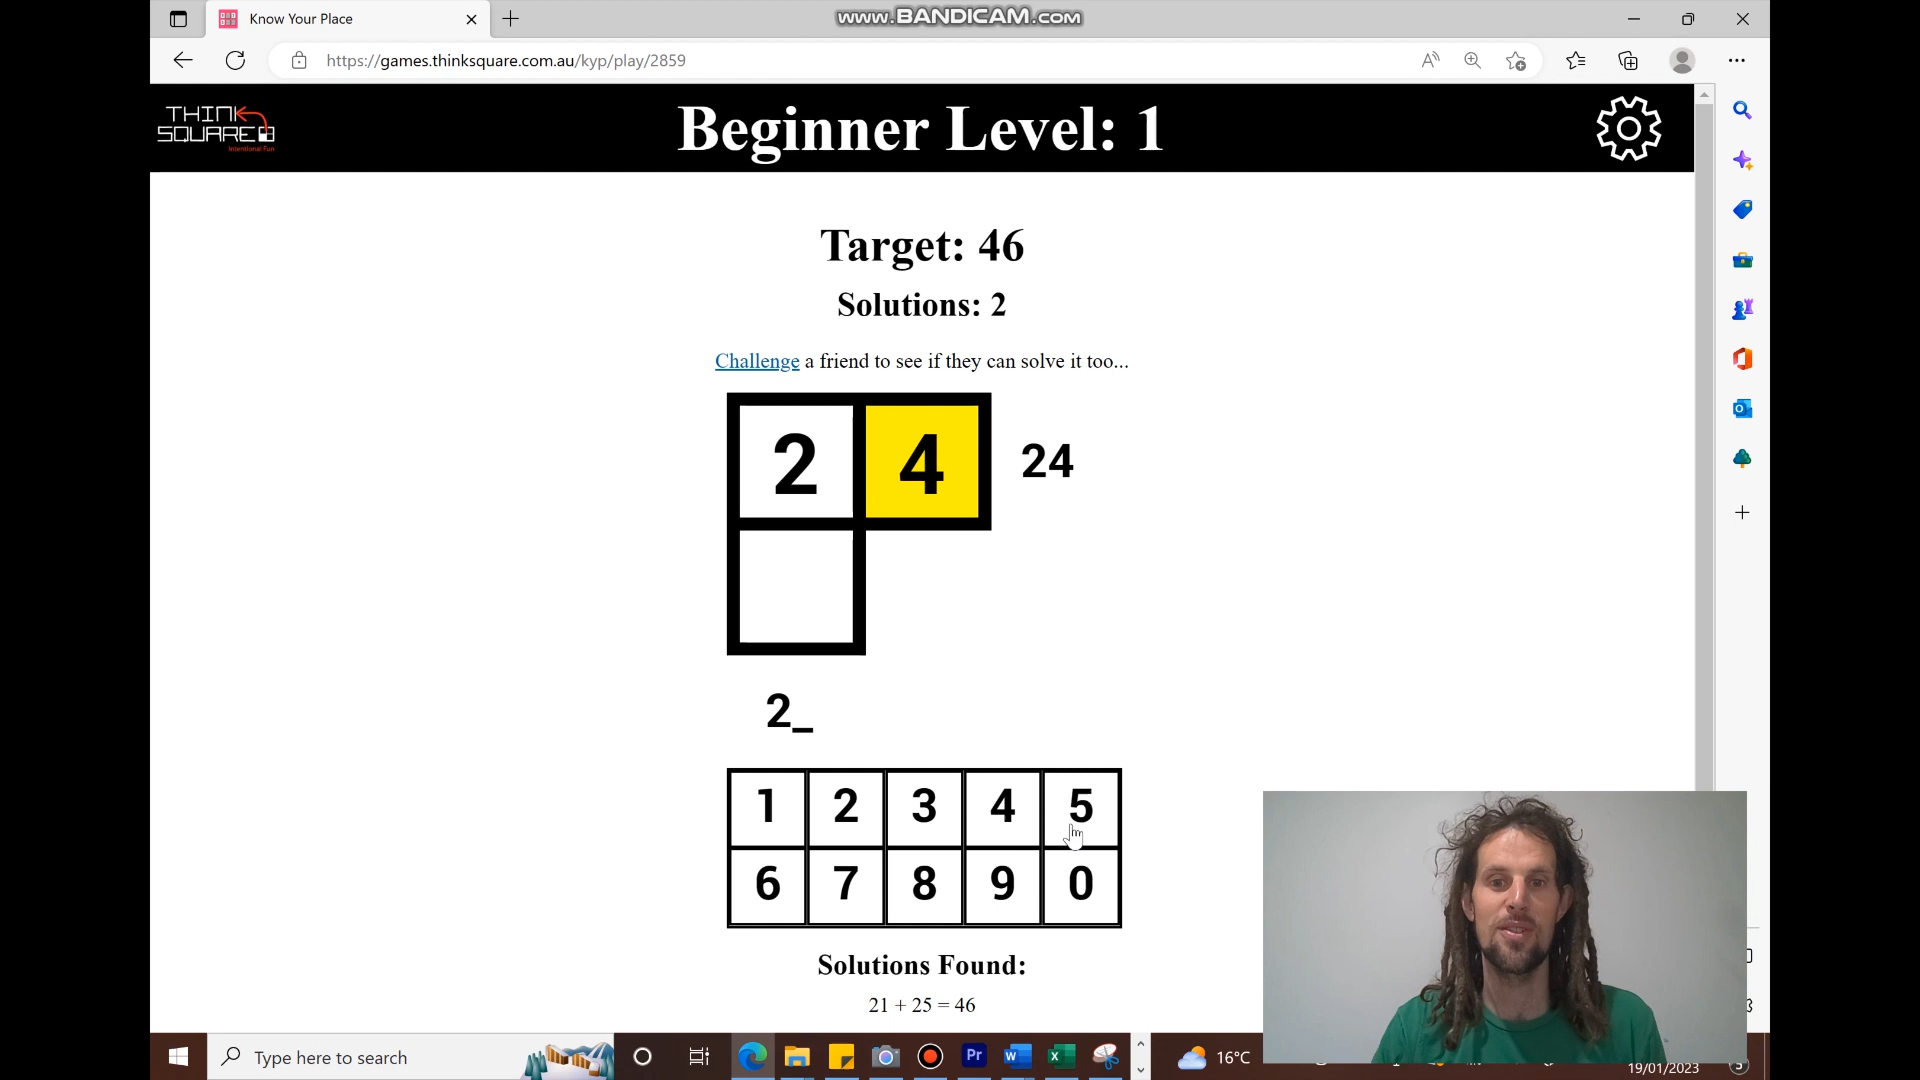 www.BANDICAM.com
Know Your Place
https://games.thinksquare.com.au/kyp/play/2859
THINK
SQUARED
Intentional Fun
Beginner Level: 1
Target: 46
Solutions: 2
Challenge a friend to see if they can solve it too...
2 4 24
2_
1 2 3 4 5
6 7 8 9 0
Solutions Found:
21 + 25 = 46
Type here to search
16°C
19/01/2023